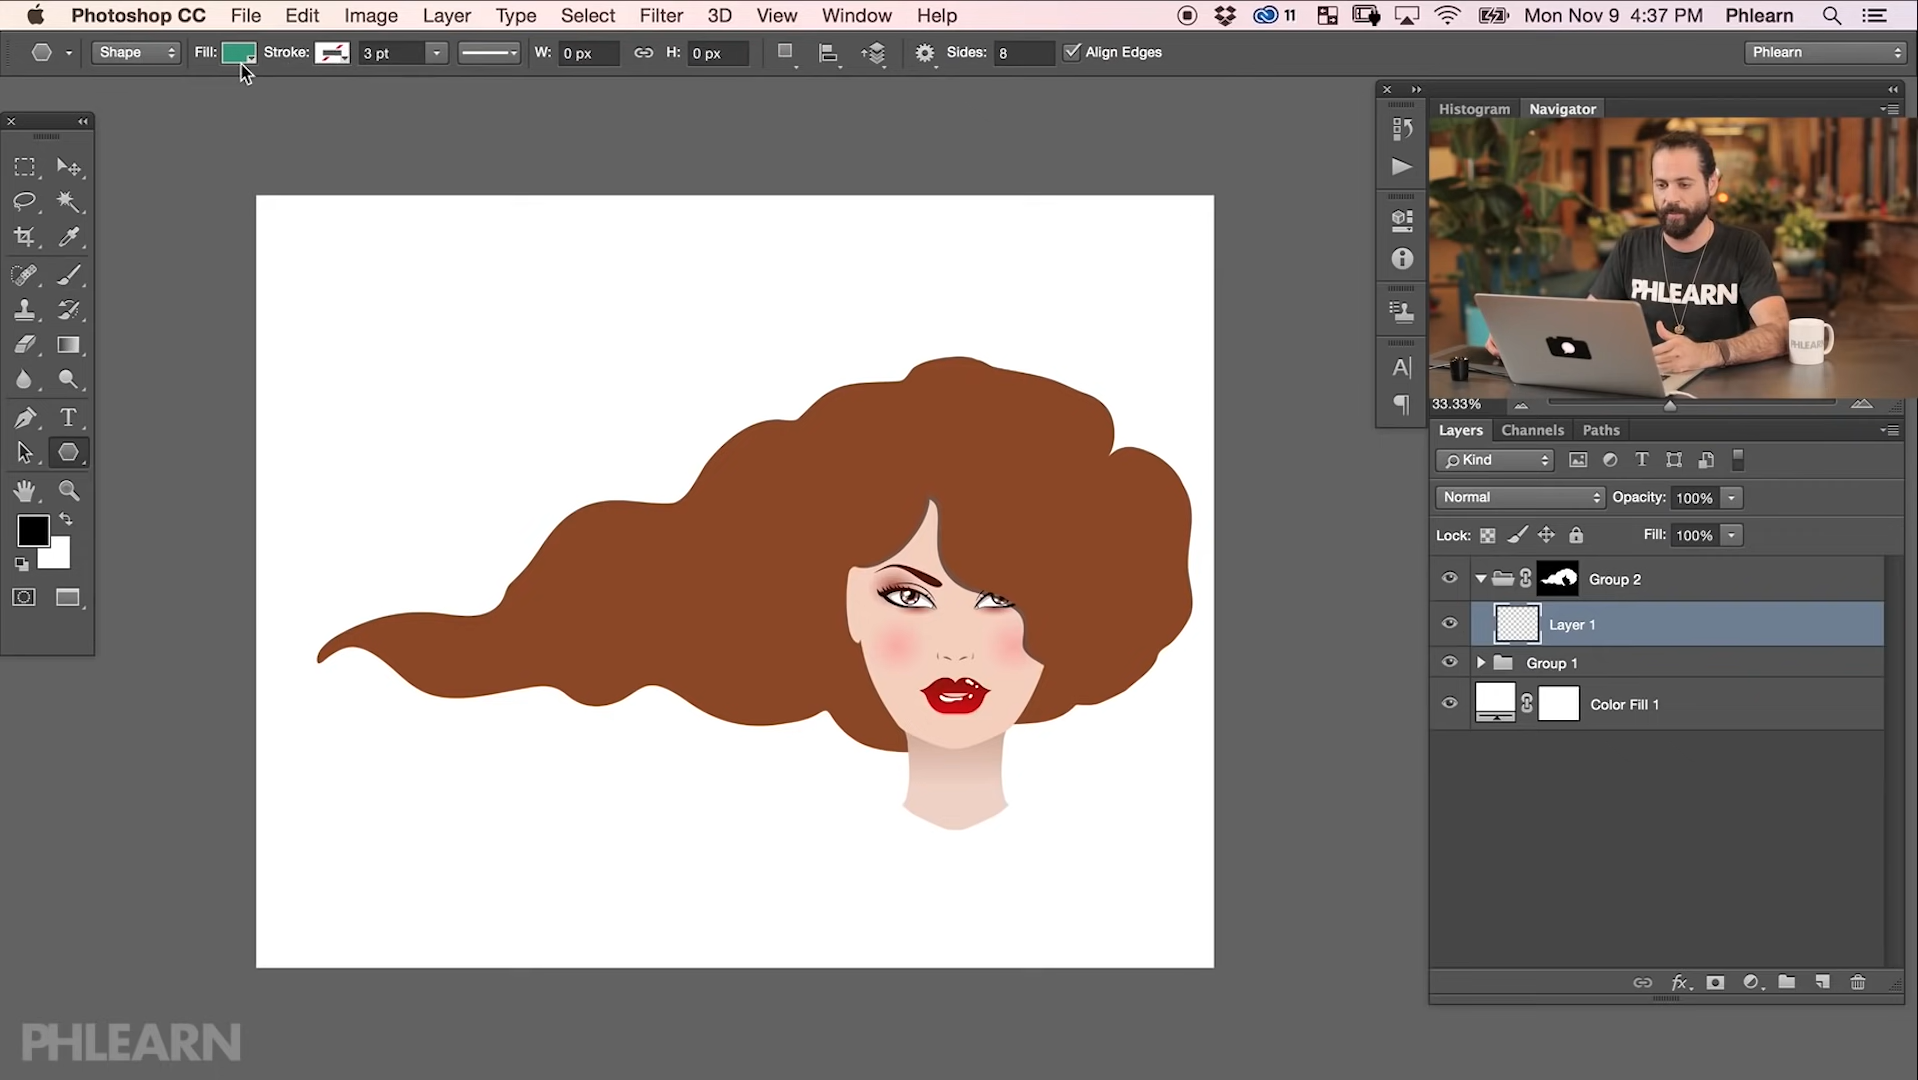 Photoshop CC File Edit Image Layer Type Select Filter 3D View Window Help 11 Mon Nov 9 4:37 PM Phlearn
Shape Fill: Stroke: 3 pt W: 0 px H: 0 px Sides: 8 Align Edges Phlearn
Histogram Navigator
PHLEARN
PHLEARN
T
A
33.33%
Layers Channels Paths
Kind T
Normal Opacity: 100%
Lock: Fill: 100%
Group 2
Layer 1
Group 1
Color Fill 1
fx
PHLEARN